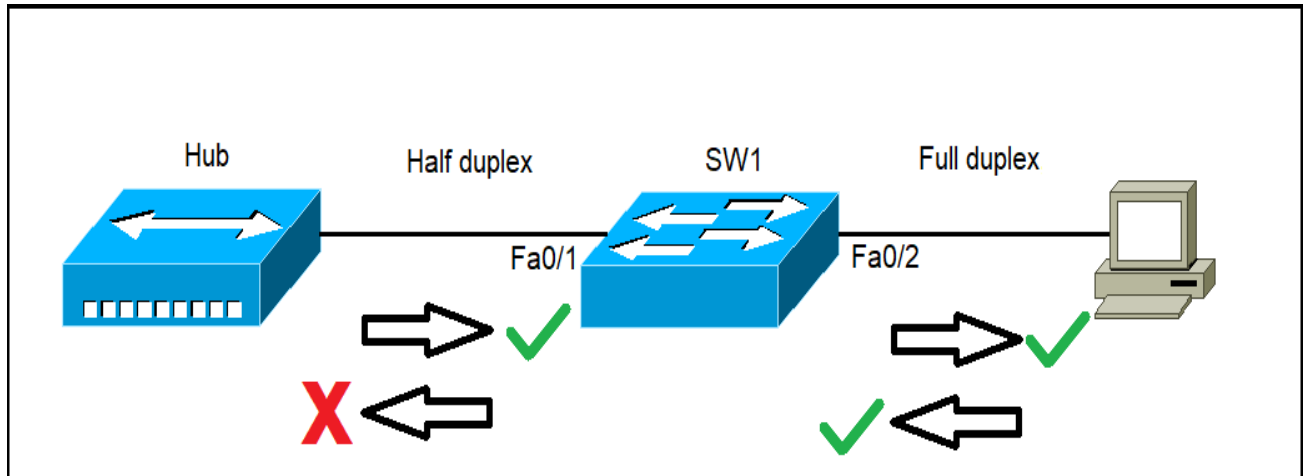 Hub
Half duplex
SW1
Full duplex
Fa0/1
Fa0/2
X